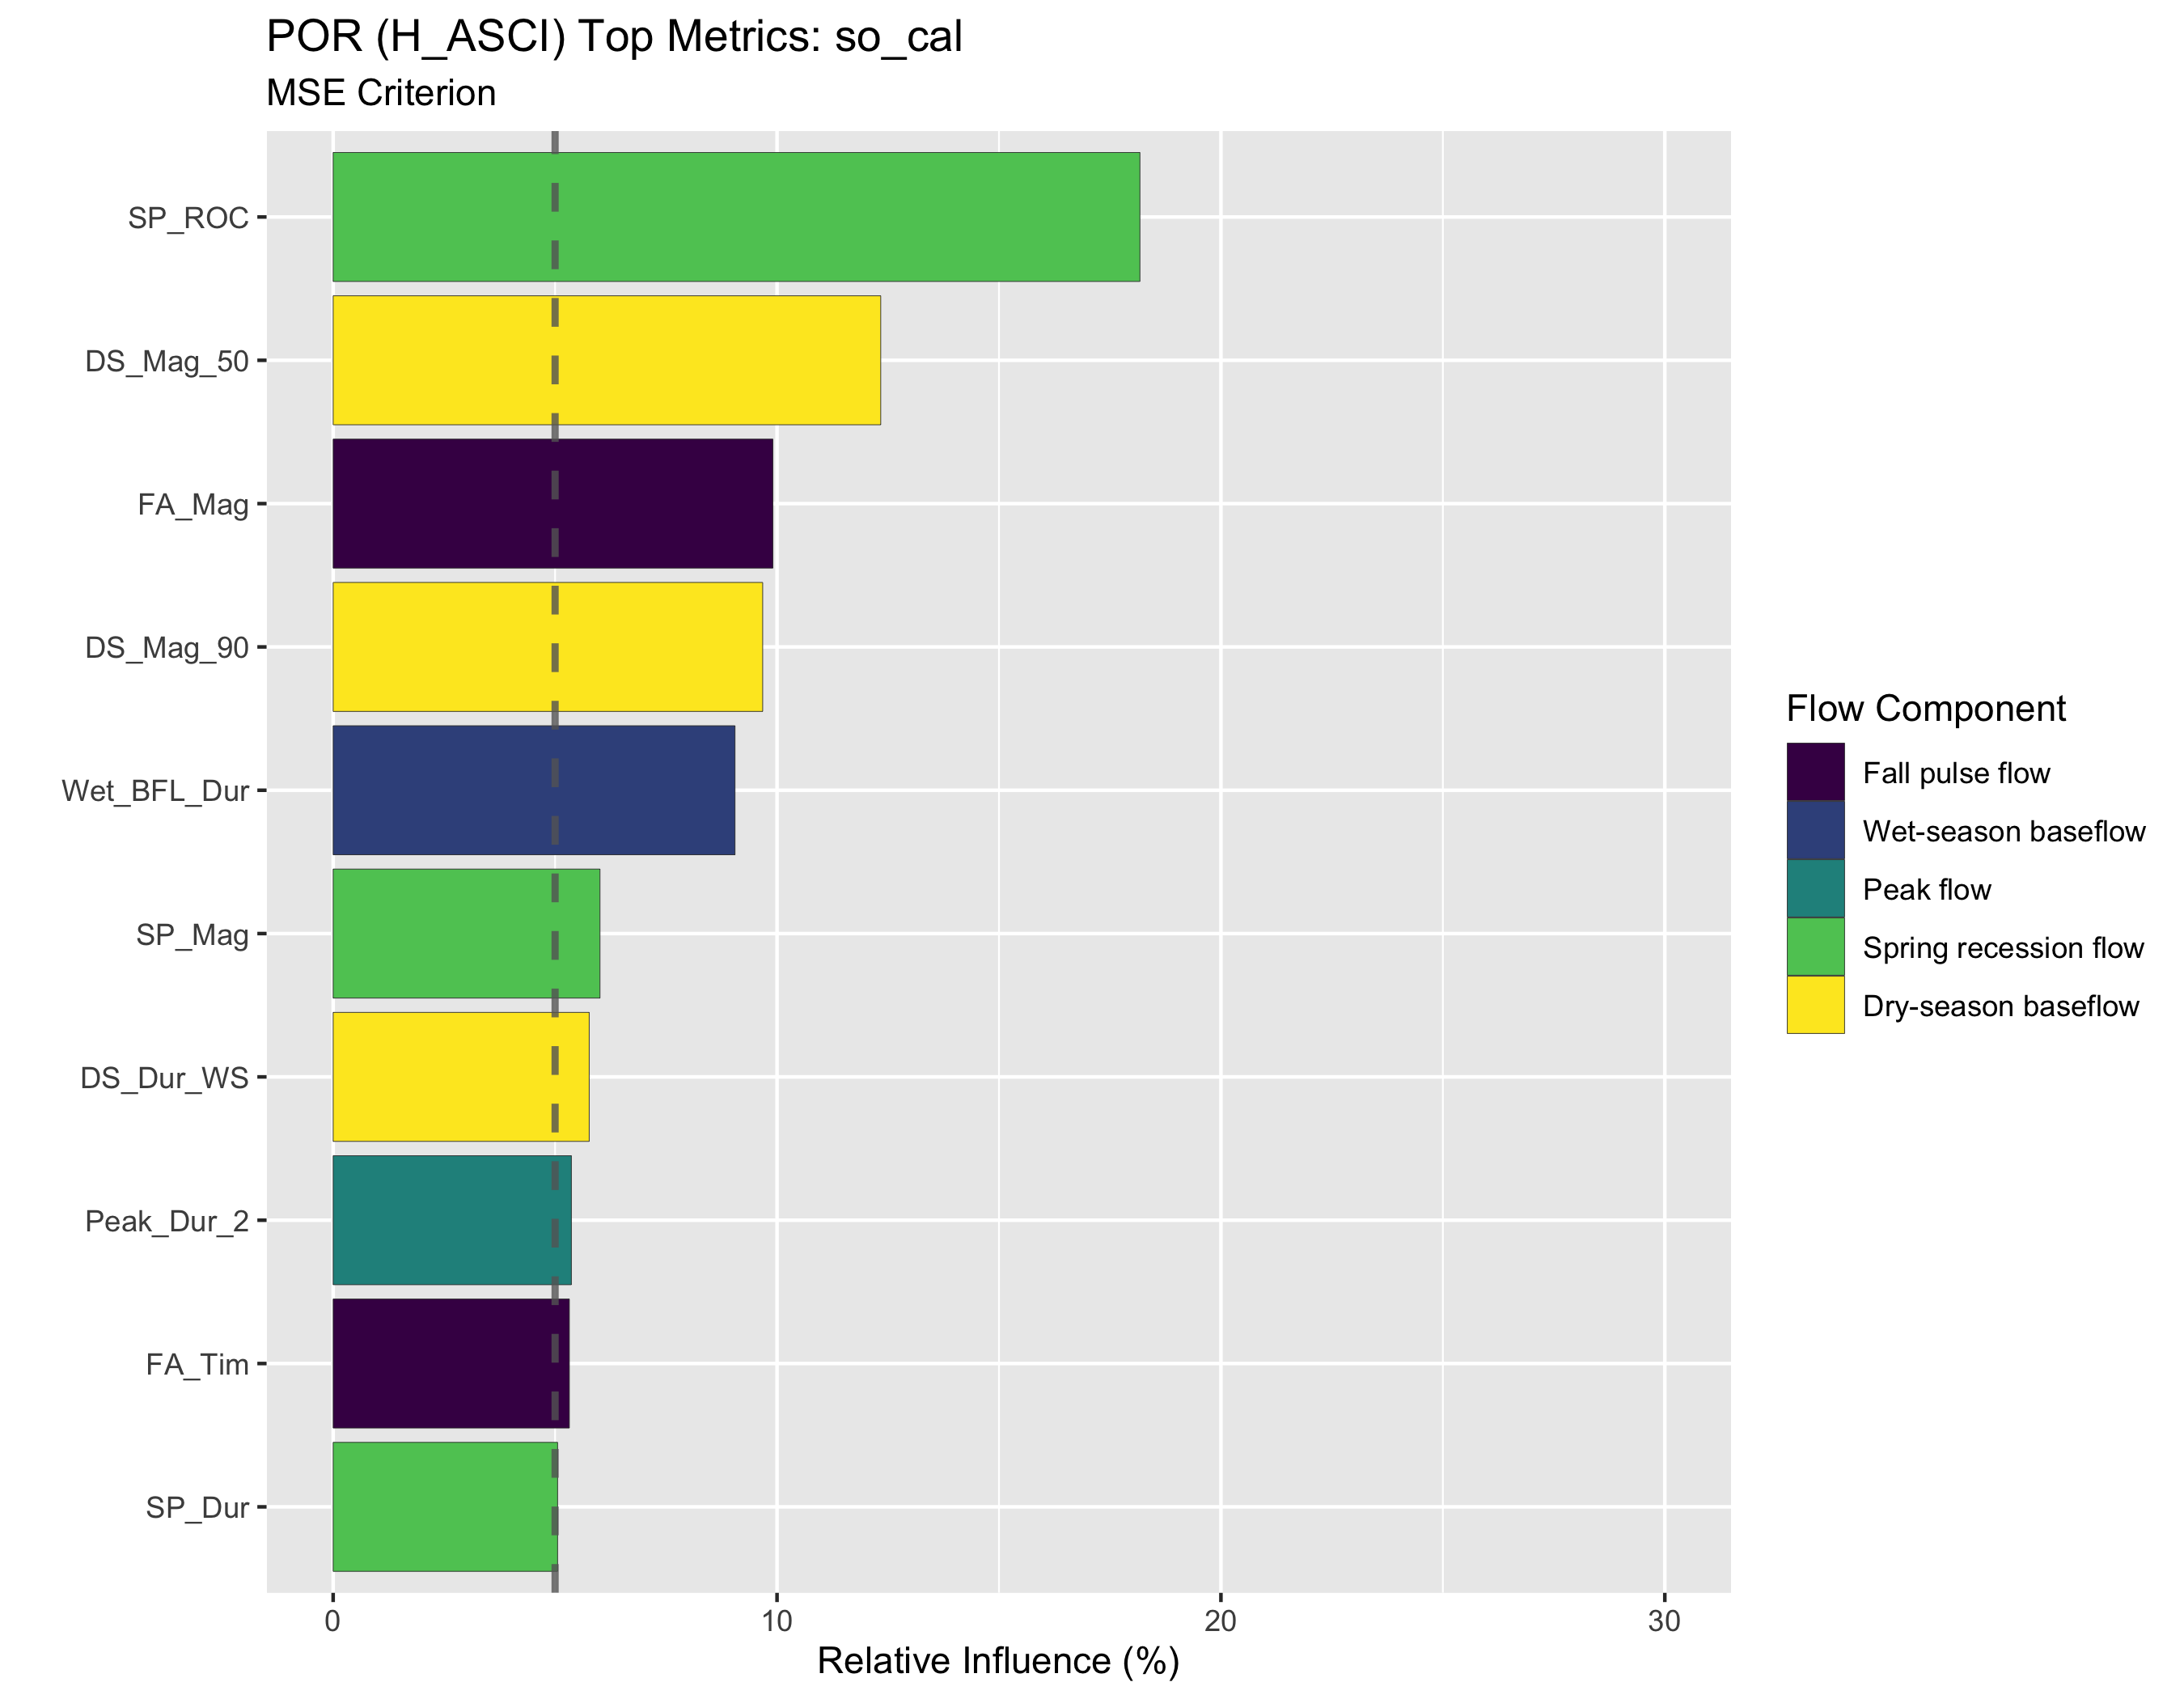 POR (H_ASCI) Top Metrics: so_cal
MSE Criterion
SP_ROC
DS_Mag_50
FA_Mag
DS_Mag_90
Wet_BFL_Dur
SP_Mag
DS_Dur_WS
Peak_Dur_2
FA_Tim
SP_Dur
0 10 20 30
Relative Influence (%)
Flow Component
Fall pulse flow
Wet-season baseflow
Peak flow
Spring recession flow
Dry-season baseflow